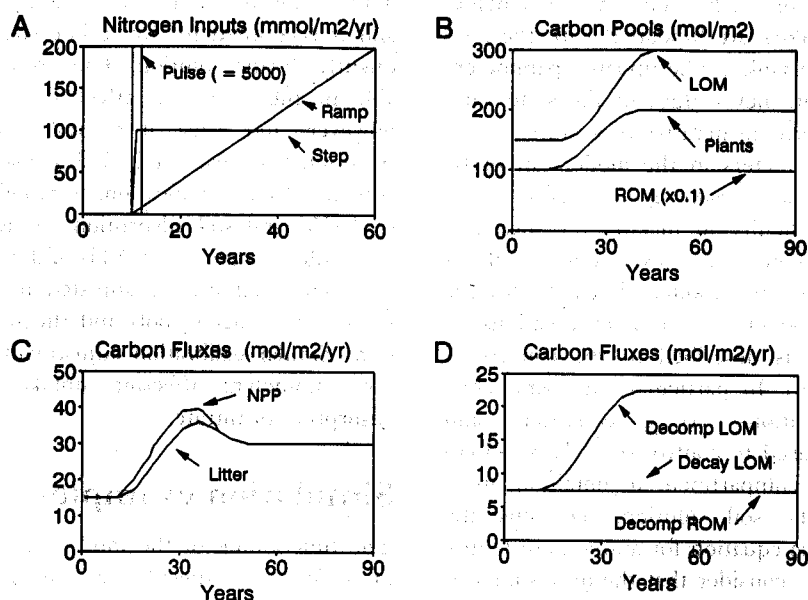 A
Nitrogen Inputs (mmol/m2/yr)
200
150
100
50
0
Pulse ( = 5000)
Ramp
Step
0
20
40
60
Years
B
Carbon Pools (mol/m2)
300
200
100
0
LOM
Plants
ROM (x0.1)
0
30
60
90
Years
C
Carbon Fluxes (mol/m2/yr)
50
40
30
20
10
0
NPP
Litter
0
30
60
90
Years
D
Carbon Fluxes (mol/m2/yr)
25
20
15
10
5
0
Decomp LOM
Decay LOM
Decomp ROM
0
30
60
90
Years